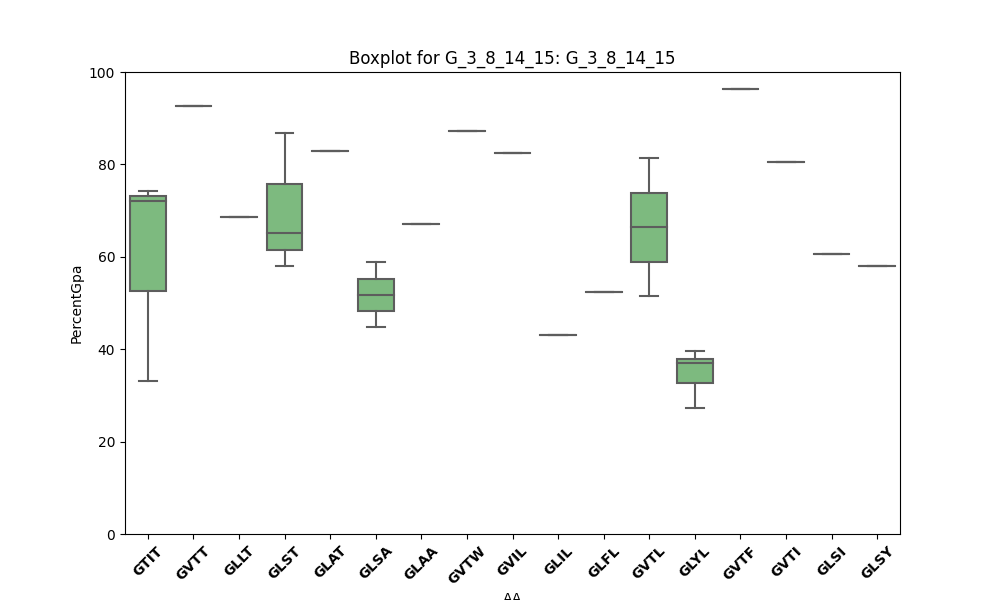 Boxplot for G_3_8_14_15: G_3_8_14_15
100
80
60
40
20
0
PercentGpa
GTIT GVTT GLLT GLST GLAT GLSA GLAA GVTW GVIL GLIL GLFL GVTL GLYL GVTF GVTI GLSI GLSY
AA